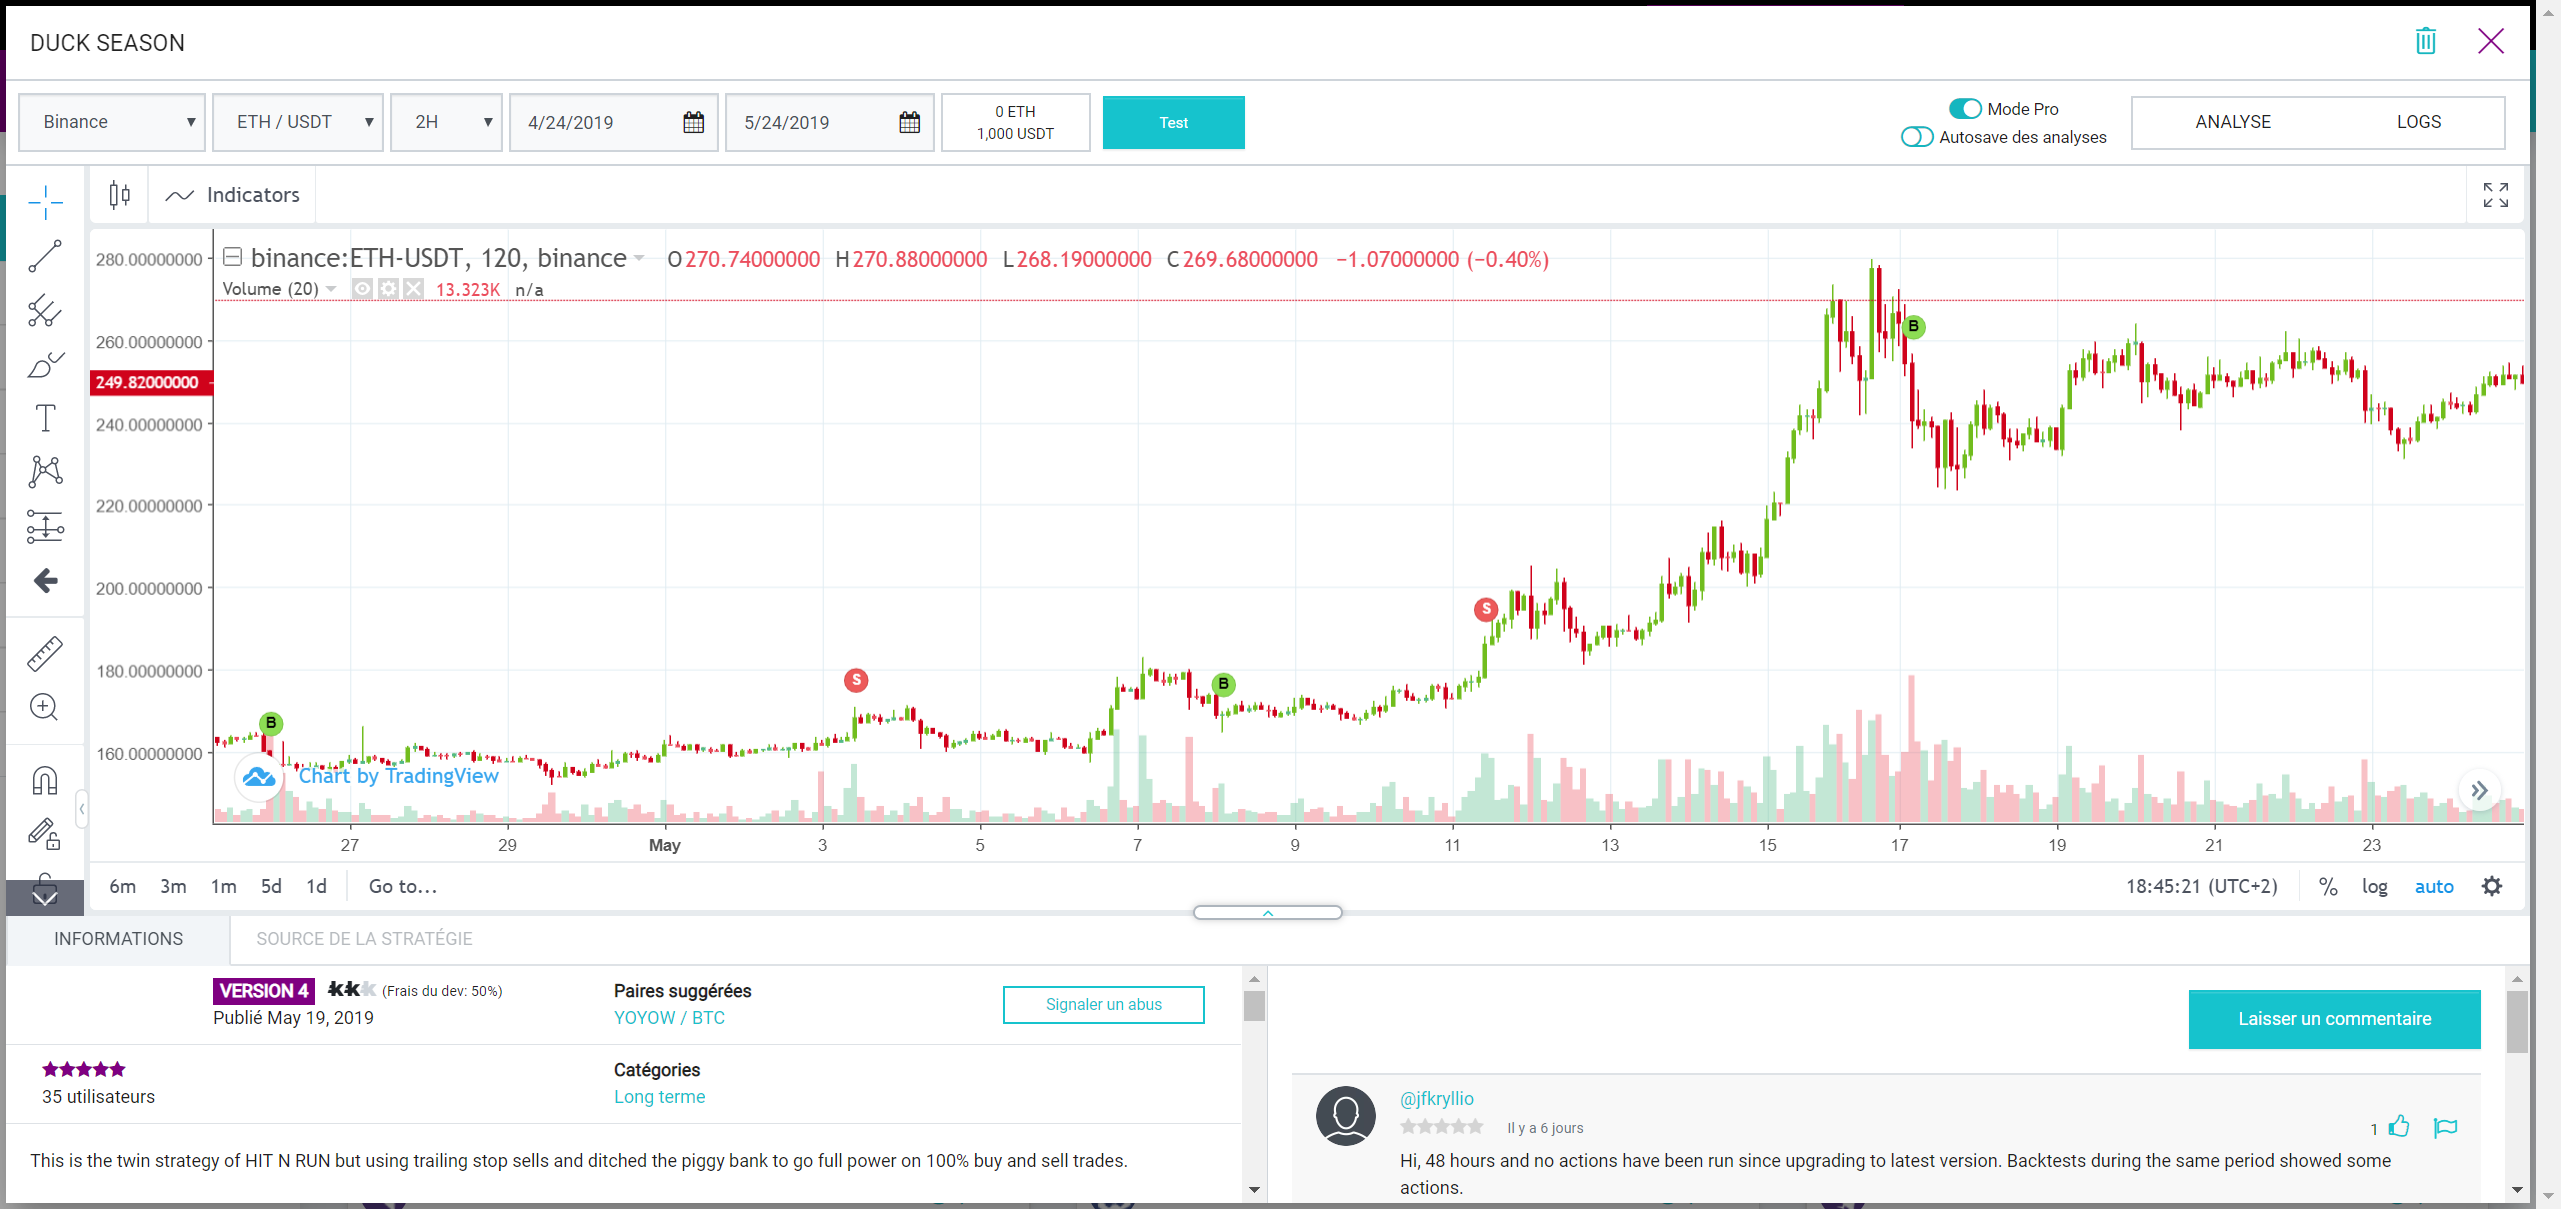 DUCK SEASON
Binance ▼ ETH / USDT ▼ 2H ▼ 4/24/2019 5/24/2019
0 ETH
1,000 USDT
Test
Mode Pro
Autosave des analyses
ANALYSE LOGS
Indicators
binance:ETH-USDT, 120, binance O270.74000000 H270.88000000 L268.19000000 C269.68000000 −1.07000000 (−0.40%)
Volume (20) 13.323K n/a
280.00000000
260.00000000
249.82000000
240.00000000
220.00000000
200.00000000
180.00000000
160.00000000
B
S
B
S
B
Chart by TradingView
27 29 May 3 5 7 9 11 13 15 17 19 21 23
6m 3m 1m 5d 1d Go to... 18:45:21 (UTC+2) % log auto
INFORMATIONS SOURCE DE LA STRATÉGIE
VERSION 4 (Frais du dev: 50%)
Publié May 19, 2019
Paires suggérées
YOYOW / BTC
Signaler un abus
35 utilisateurs
Catégories
Long terme
This is the twin strategy of HIT N RUN but using trailing stop sells and ditched the piggy bank to go full power on 100% buy and sell trades.
Laisser un commentaire
@jfkryllio
Il y a 6 jours
1
Hi, 48 hours and no actions have been run since upgrading to latest version. Backtests during the same period showed some
actions.